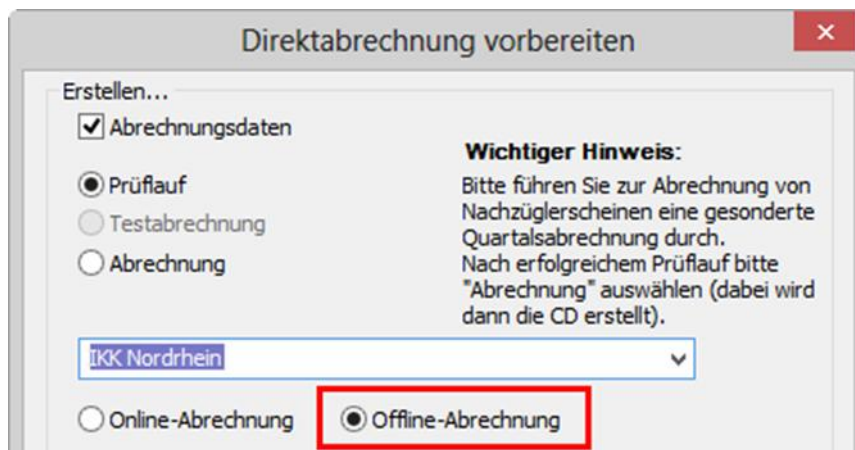 Direktabrechnung vorbereiten
Erstellen...
Abrechnungsdaten
Wichtiger Hinweis:
Prüflauf
Testabrechnung
Abrechnung
Bitte führen Sie zur Abrechnung von
Nachzüglerscheinen eine gesonderte
Quartalsabrechnung durch.
Nach erfolgreichem Prüflauf bitte
"Abrechnung" auswählen (dabei wird
dann die CD erstellt).
IKK Nordrhein
Online-Abrechnung
Offline-Abrechnung